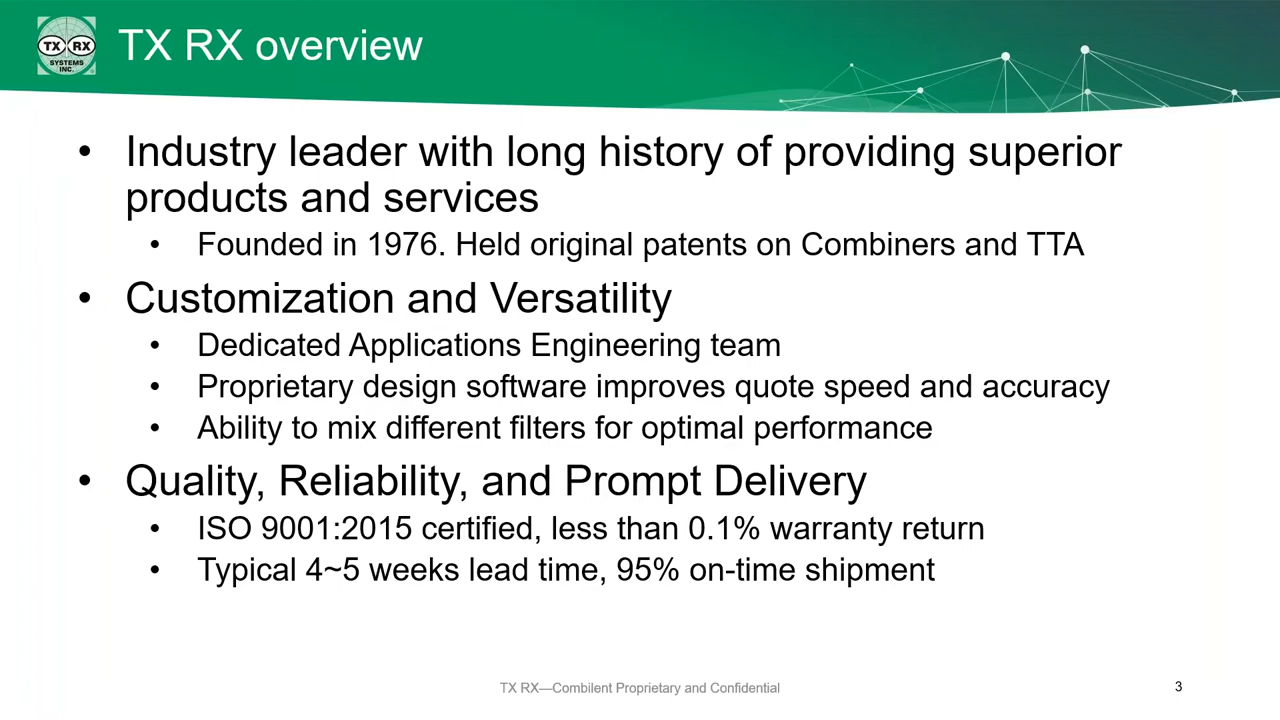 TX RX
SYSTEMS
INC.
TX RX overview
• Industry leader with long history of providing superior
products and services
• Founded in 1976. Held original patents on Combiners and TTA
• Customization and Versatility
• Dedicated Applications Engineering team
• Proprietary design software improves quote speed and accuracy
• Ability to mix different filters for optimal performance
• Quality, Reliability, and Prompt Delivery
• ISO 9001:2015 certified, less than 0.1% warranty return
• Typical 4~5 weeks lead time, 95% on-time shipment
TX RX—Combilent Proprietary and Confidential
3